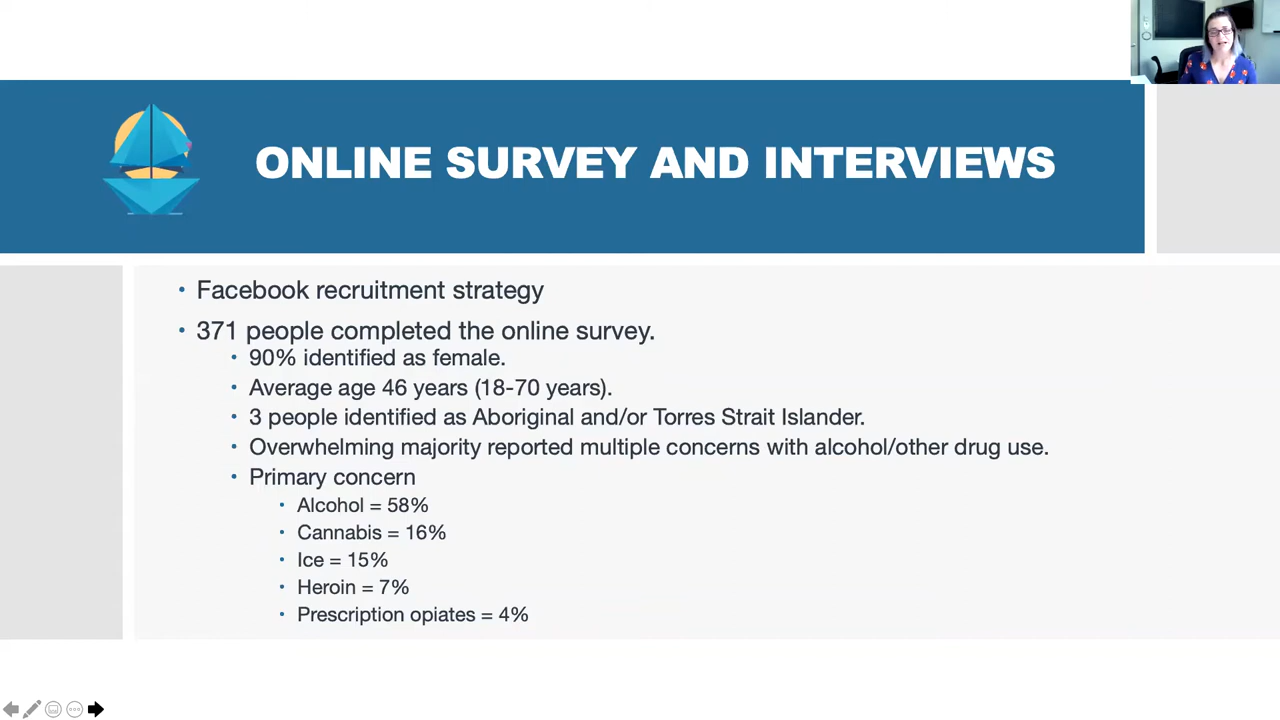 ONLINE SURVEY AND INTERVIEWS
• Facebook recruitment strategy
• 371 people completed the online survey.
• 90% identified as female.
• Average age 46 years (18-70 years).
• 3 people identified as Aboriginal and/or Torres Strait Islander.
• Overwhelming majority reported multiple concerns with alcohol/other drug use.
• Primary concern
• Alcohol = 58%
• Cannabis = 16%
• Ice = 15%
• Heroin = 7%
• Prescription opiates = 4%